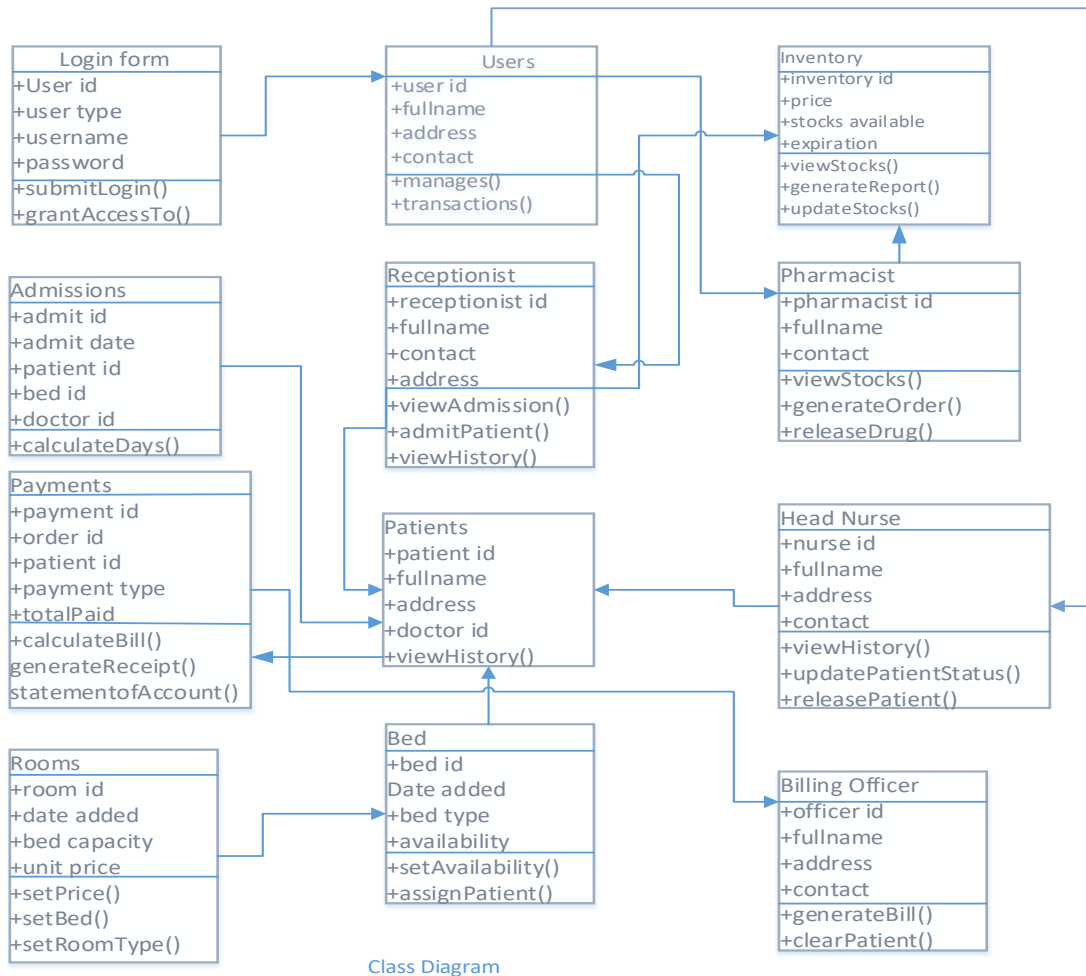 Login form
+User id
+user type
+username
+password
+submitLogin()
+grantAccessTo()
Users
+user id
+fullname
+address
+contact
+manages()
+transactions()
Inventory
+inventory id
+price
+stocks available
+expiration
+viewStocks()
+generateReport()
+updateStocks()
Admissions
+admit id
+admit date
+patient id
+bed id
+doctor id
+calculateDays()
Receptionist
+receptionist id
+fullname
+contact
+address
+viewAdmission()
+admitPatient()
+viewHistory()
Pharmacist
+pharmacist id
+fullname
+contact
+viewStocks()
+generateOrder()
+releaseDrug()
Payments
+payment id
+order id
+patient id
+payment type
+totalPaid
+calculateBill()
generateReceipt()
statementofAccount()
Patients
+patient id
+fullname
+address
+doctor id
+viewHistory()
Head Nurse
+nurse id
+fullname
+address
+contact
+viewHistory()
+updatePatientStatus()
+releasePatient()
Rooms
+room id
+date added
+bed capacity
+unit price
+setPrice()
+setBed()
+setRoomType()
Bed
+bed id
Date added
+bed type
+availability
+setAvailability()
+assignPatient()
Billing Officer
+officer id
+fullname
+address
+contact
+generateBill()
+clearPatient()
Class Diagram